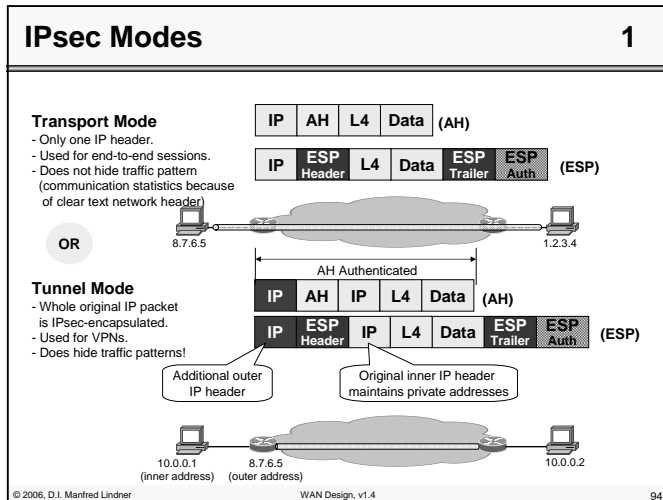 IPsec Modes 1
Transport Mode
- Only one IP header.
- Used for end-to-end sessions.
- Does not hide traffic pattern
(communication statistics because
of clear text network header)
IP AH L4 Data (AH)
IP ESP Header L4 Data ESP Trailer ESP Auth (ESP)
8.7.6.5
1.2.3.4
OR
Tunnel Mode
- Whole original IP packet
is IPsec-encapsulated.
- Used for VPNs.
- Does hide traffic patterns!
AH Authenticated
IP AH IP L4 Data (AH)
IP ESP Header IP L4 Data ESP Trailer ESP Auth (ESP)
Additional outer
IP header
Original inner IP header
maintains private addresses
10.0.0.1
(inner address)
8.7.6.5
(outer address)
10.0.0.2
© 2006, D.I. Manfred Lindner WAN Design, v1.4 94